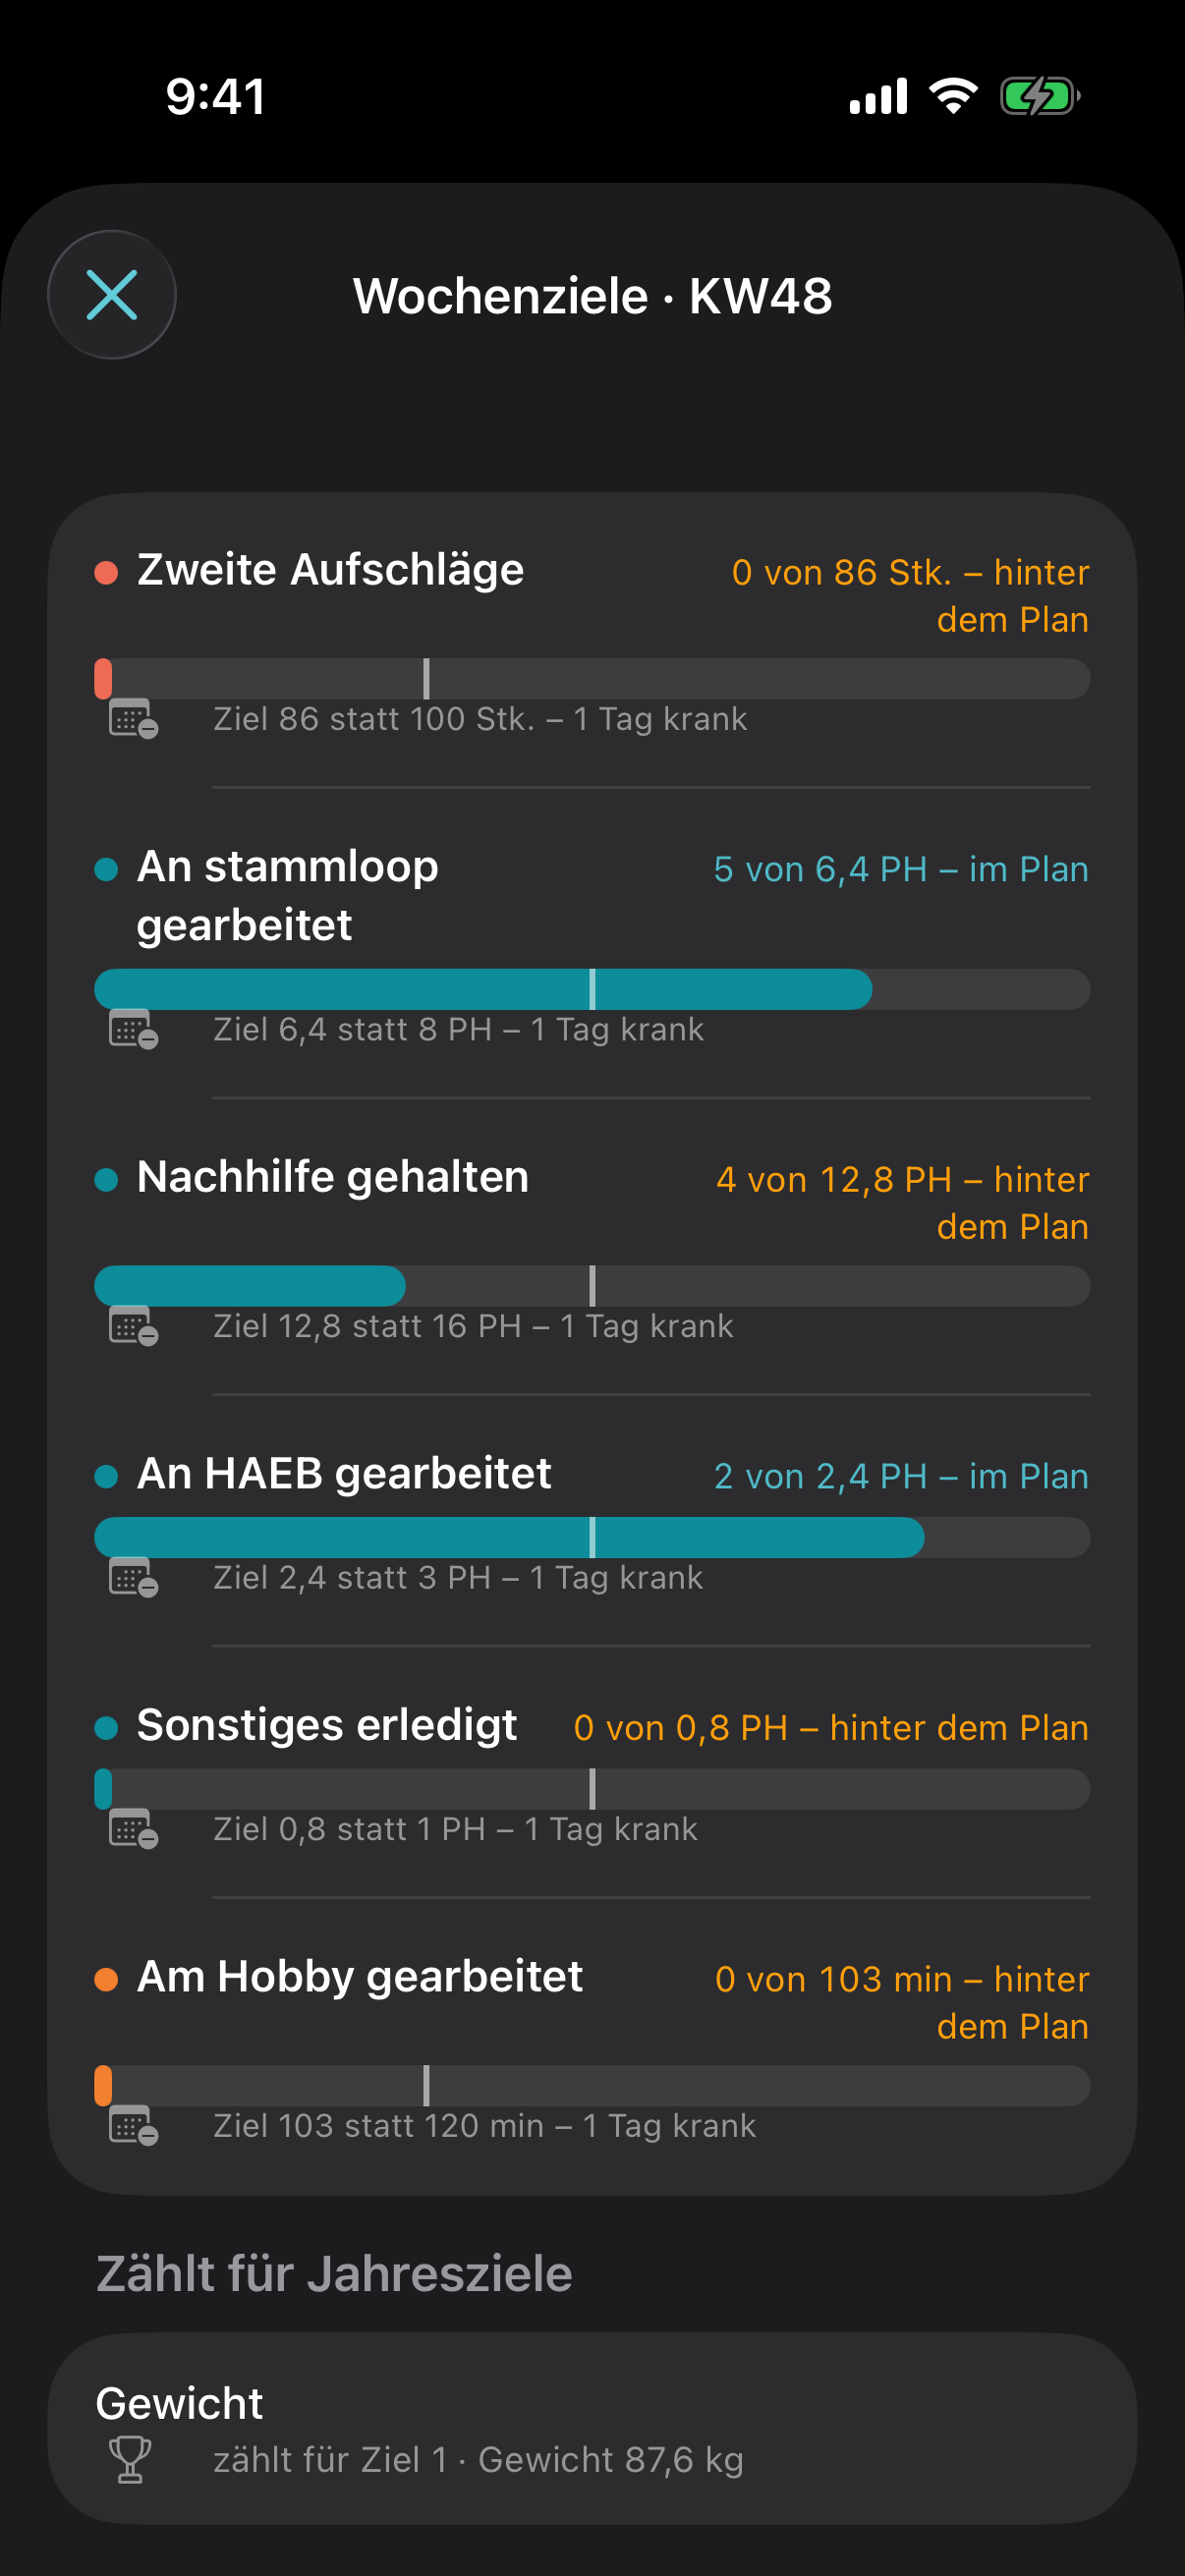 9:41
Wochenziele · KW48
Zweite Aufschläge
0 von 86 Stk. – hinter
dem Plan
Ziel 86 statt 100 Stk. – 1 Tag krank
An stammloop
gearbeitet
5 von 6,4 PH – im Plan
Ziel 6,4 statt 8 PH – 1 Tag krank
Nachhilfe gehalten
4 von 12,8 PH – hinter
dem Plan
Ziel 12,8 statt 16 PH – 1 Tag krank
An HAEB gearbeitet
2 von 2,4 PH – im Plan
Ziel 2,4 statt 3 PH – 1 Tag krank
Sonstiges erledigt
0 von 0,8 PH – hinter dem Plan
Ziel 0,8 statt 1 PH – 1 Tag krank
Am Hobby gearbeitet
0 von 103 min – hinter
dem Plan
Ziel 103 statt 120 min – 1 Tag krank
Zählt für Jahresziele
Gewicht
zählt für Ziel 1 · Gewicht 87,6 kg